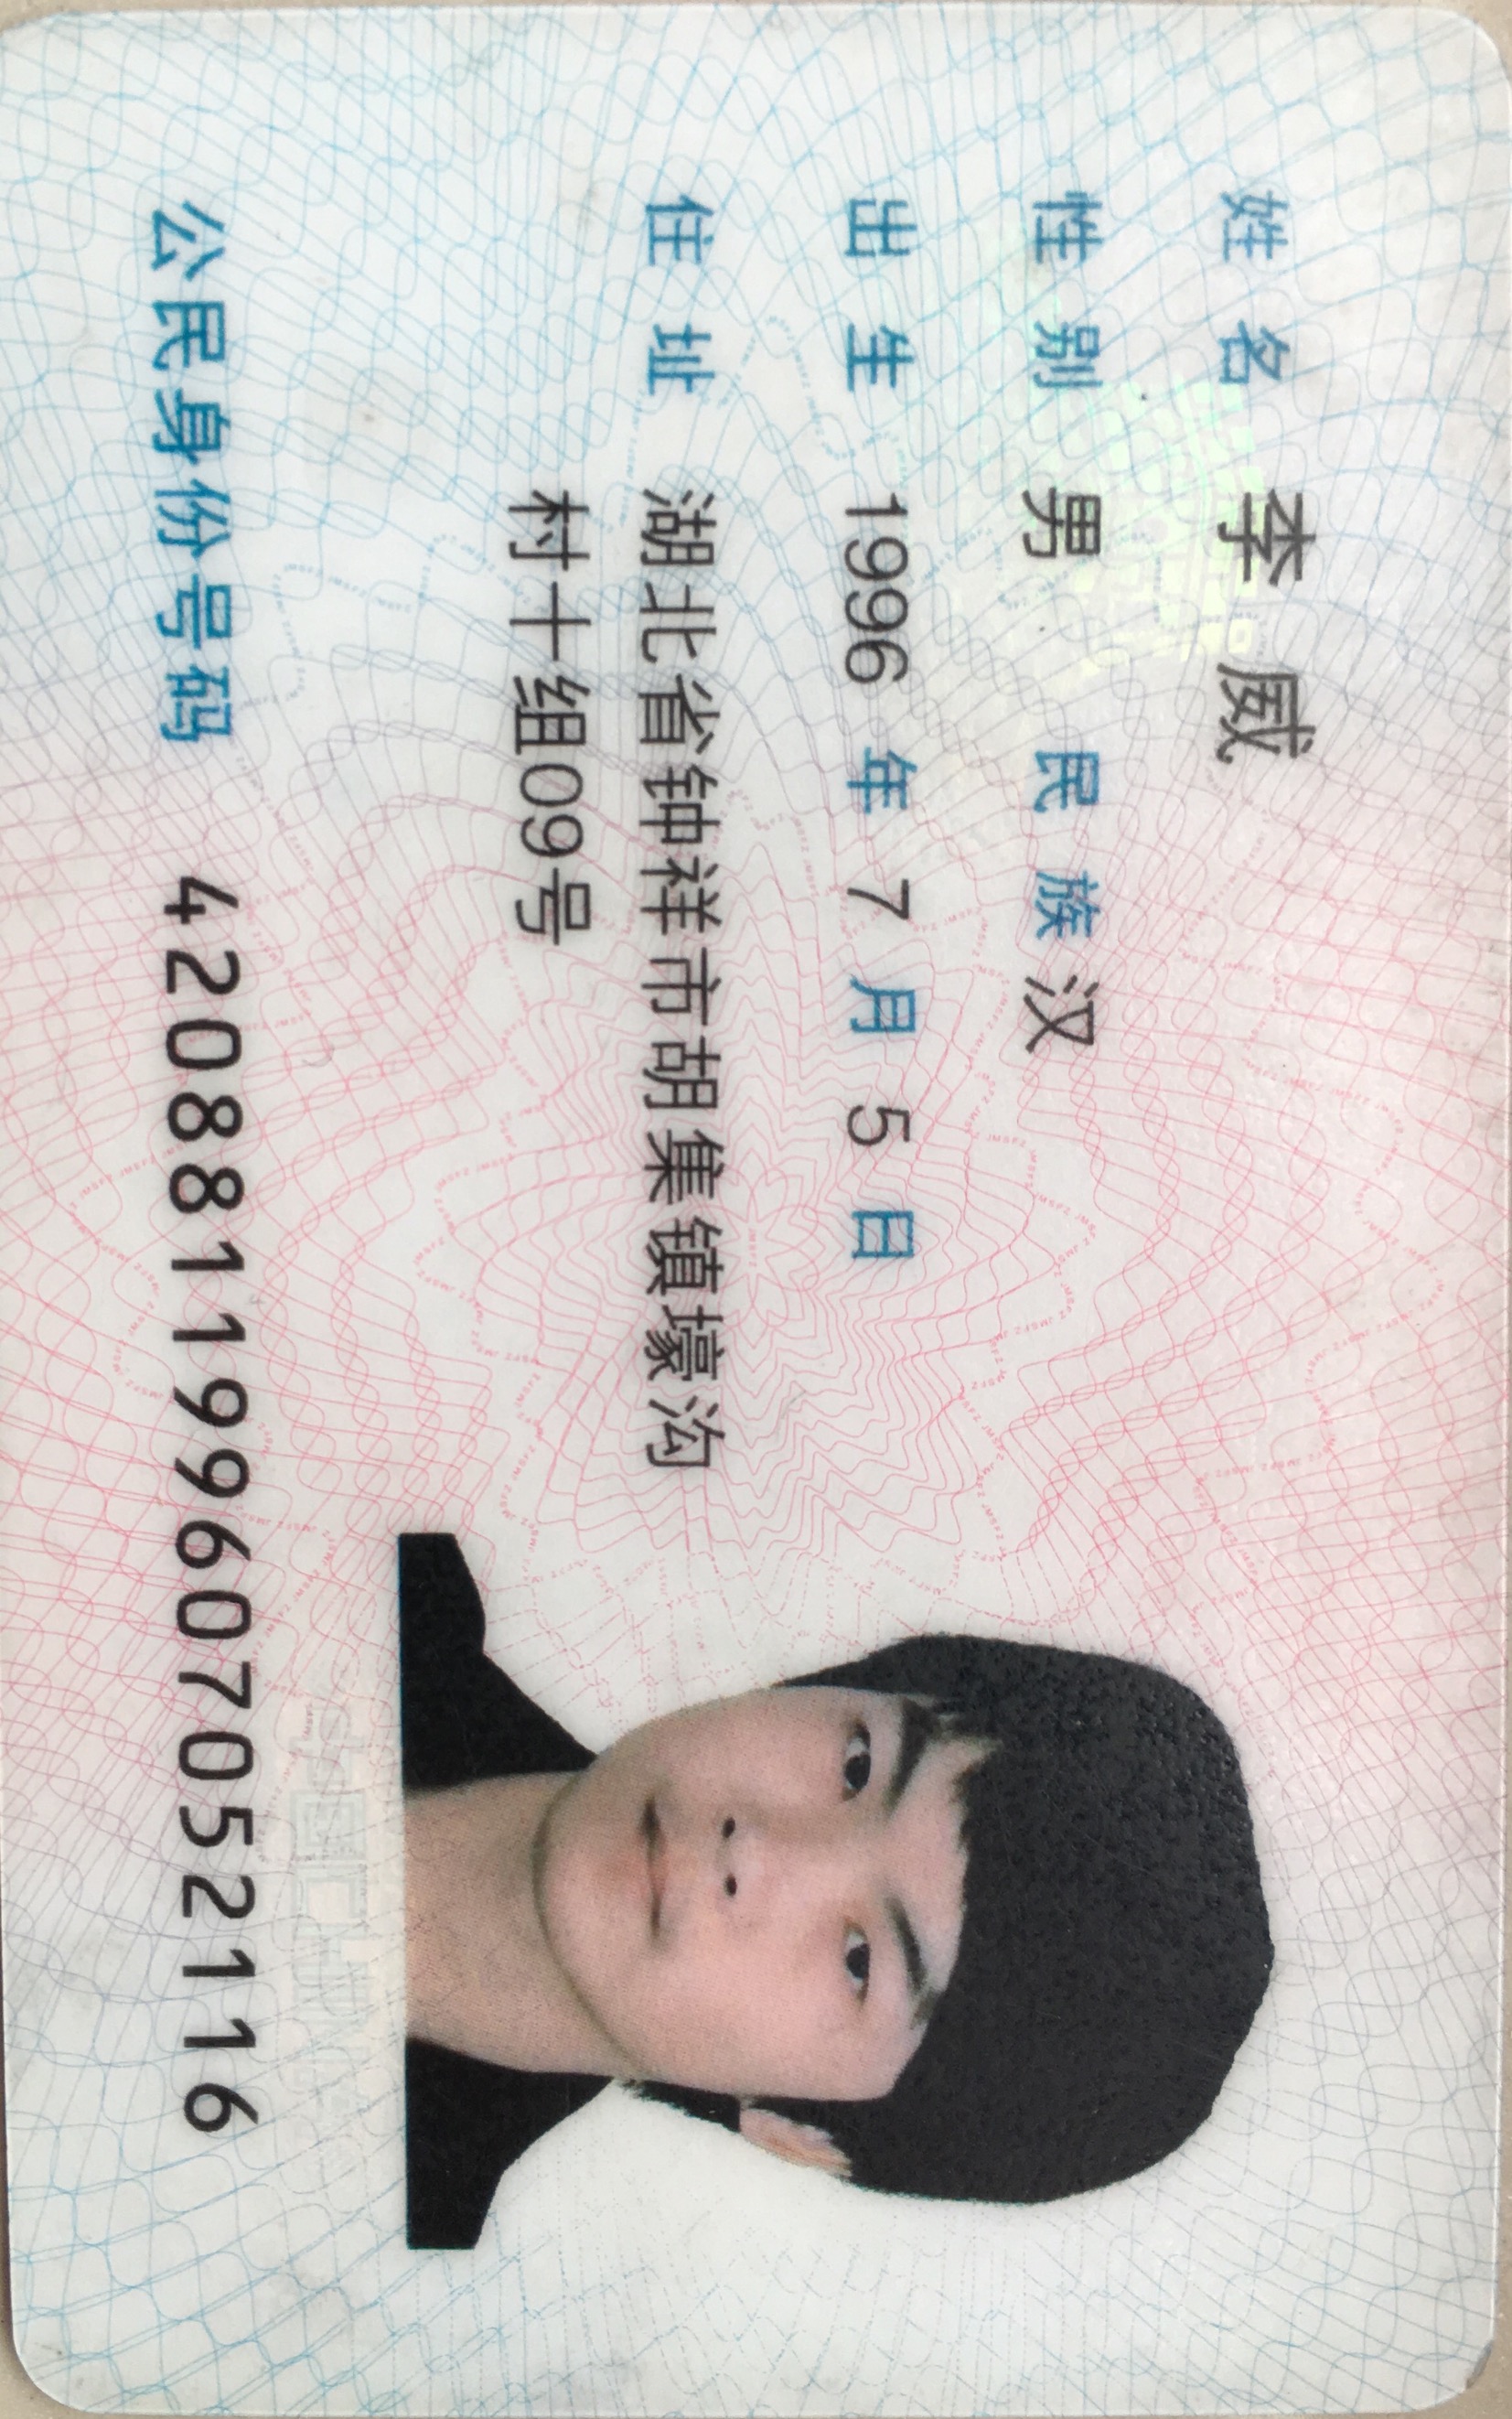 姓名 李威
性别 男 民族 汉
出生 1996 年 7 月 5 日
住址 湖北省钟祥市胡集镇壕沟
村十组09号
公民身份号码 420881199607052116